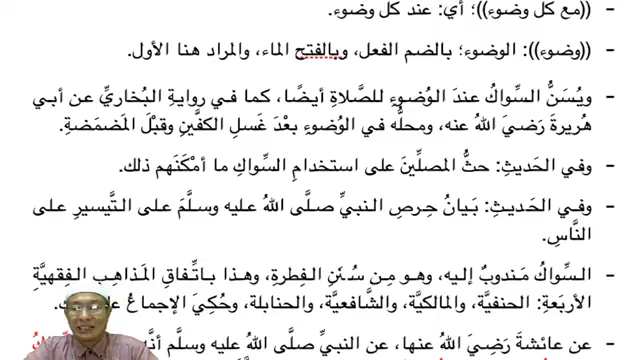 - ((مع كل وضوءٍ))؛ أي: عند كل وضوءٍ.
- ((وضوءٍ)): الوضوء؛ بالضم الفعل، وبالفتح الماء، والمراد هنا الأول.
- ويُسَنُّ السِّواكُ عندَ الوُضوءِ للصَّلاةِ أيضًا، كما في روايةِ البُخاريِّ عن أبي
هُريرةَ رَضيَ اللهُ عنه، ومحلُّه في الوُضوءِ بعْدَ غَسلِ الكفَّينِ وقبْلَ المَضمَضةِ.
- وفي الحَديثِ: حثُّ المصلِّينَ على استخدامِ السِّواكِ ما أمْكَنَهم ذلك.
- وفي الحَديثِ: بَيانُ حِرصِ النبيِّ صلَّى اللهُ عليه وسلَّمَ على التَّيسيرِ على
النَّاسِ.
- السِّواكُ مَندوبٌ إليه، وهو مِن سُنَنِ الفِطرةِ، وهذا باتِّفاقِ المَذاهِبِ الفِقهيَّةِ
الأربَعةِ: الحنفيَّة، والمالكيَّة، والشافعيَّة، والحنابلة، وحُكِيَ الإجماعُ
- عن عائشةَ رَضِيَ اللهُ عنها، عن النبيِّ صلَّى اللهُ عليه وسلَّم